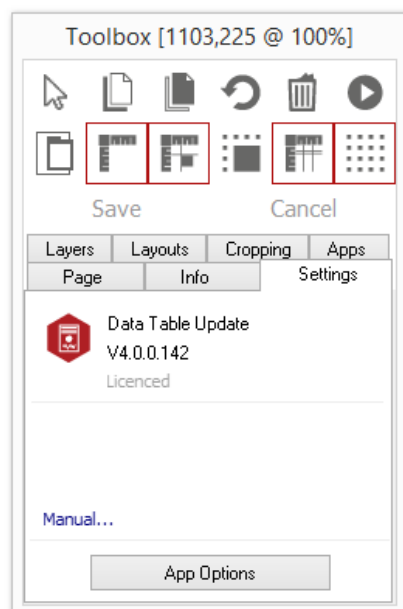 Toolbox [1103,225 @ 100%]
Save Cancel
Layers Layouts Cropping Apps
Page Info Settings
Data Table Update
V4.0.0.142
Licenced
Manual...
App Options